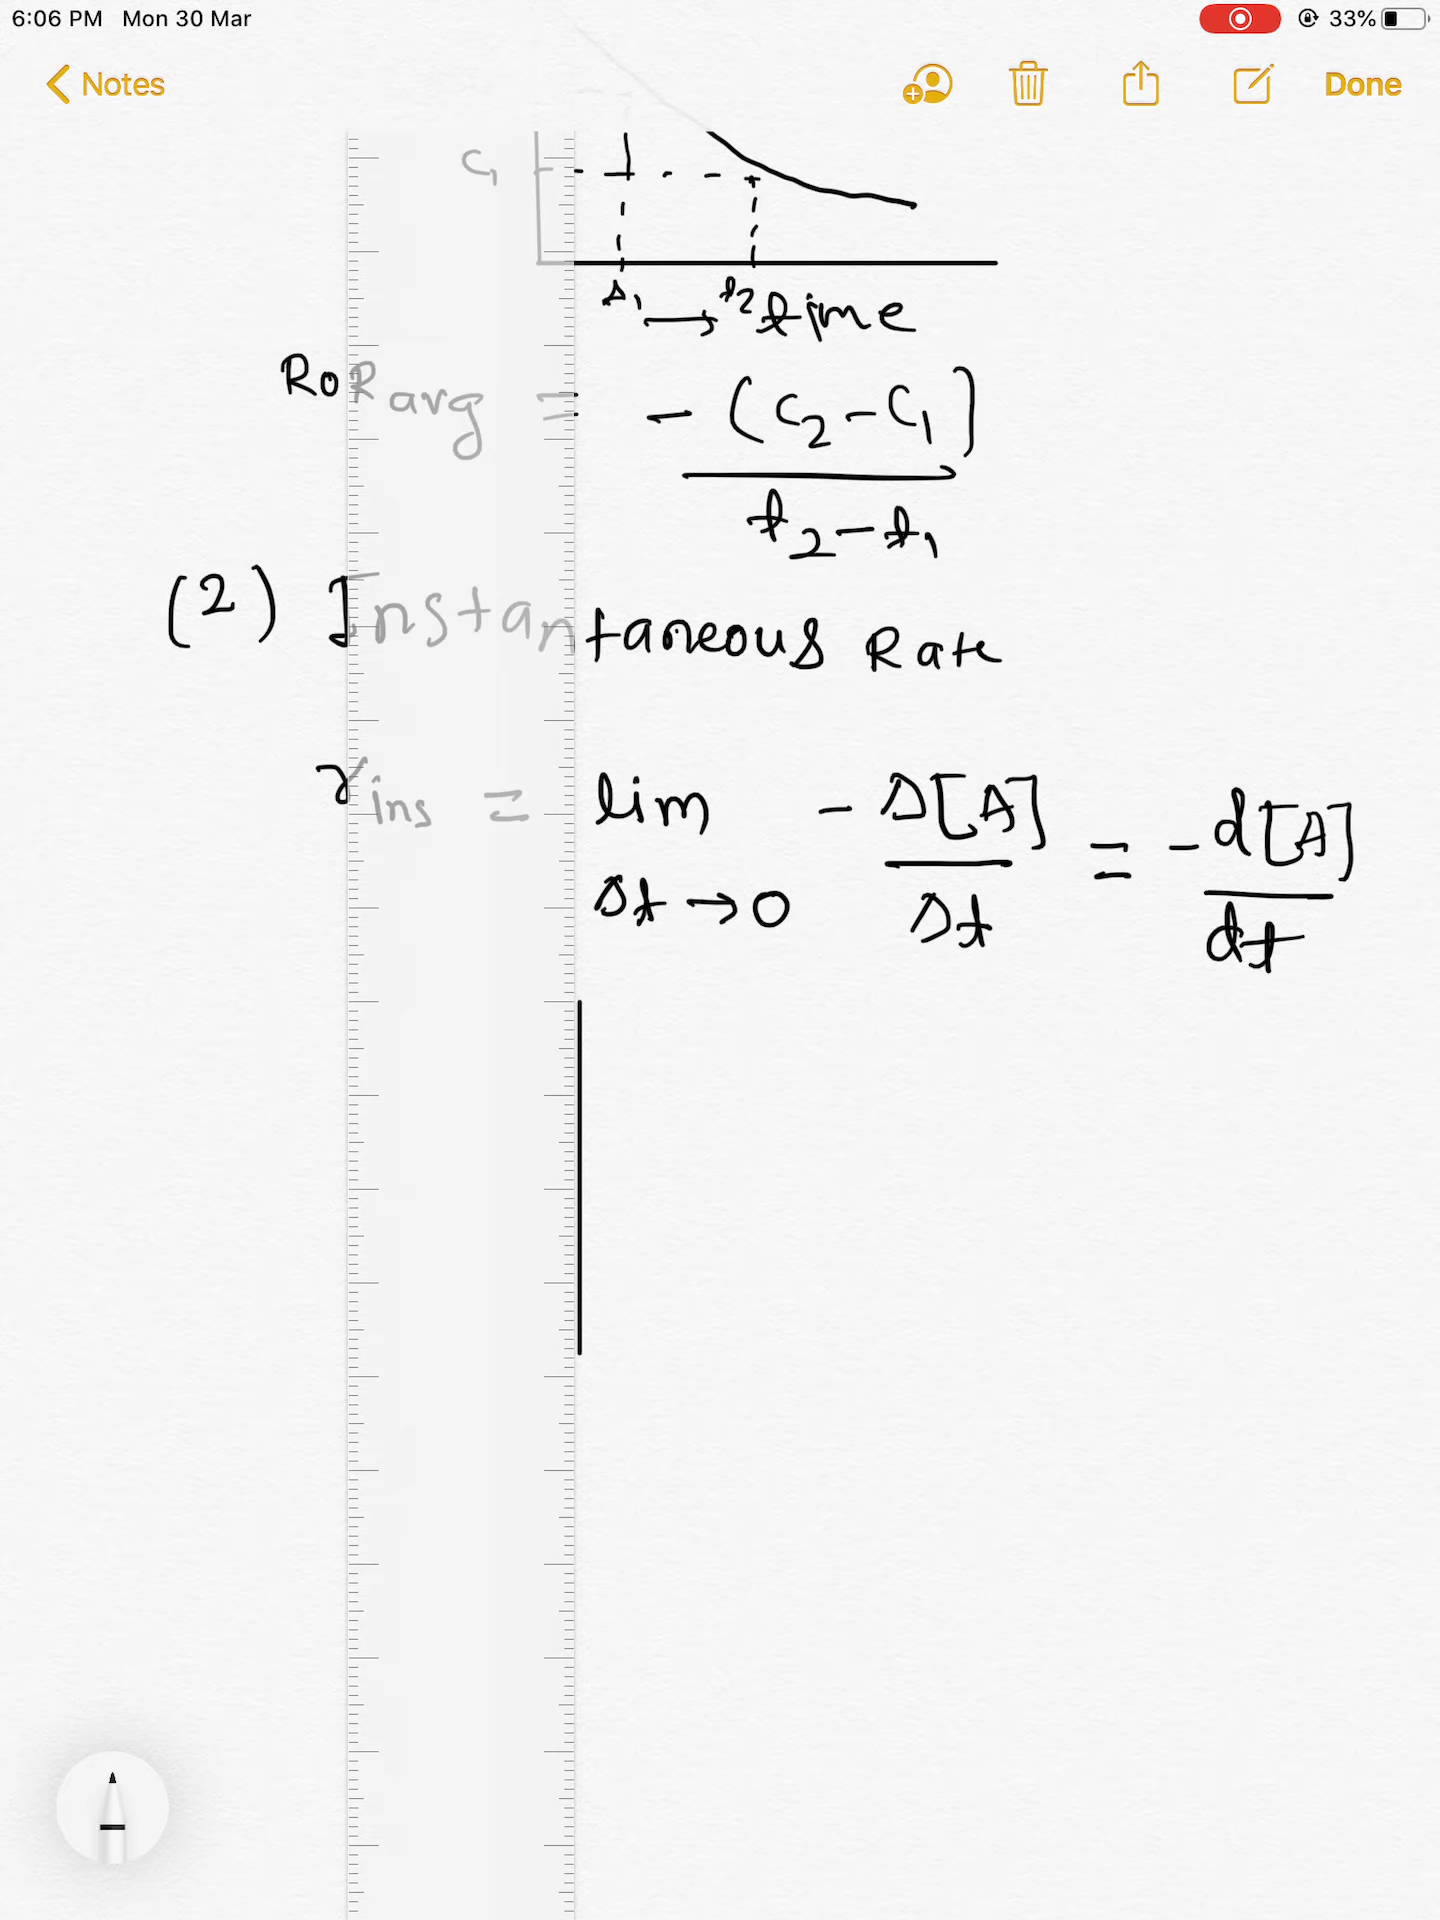 6:06 PM Mon 30 Mar 33%
Notes Done
C₁
t₁ → t₂ time
RoR avg = - (C₂ - C₁) / t₂ - t₁
(2) Instantaneous Rate
r ins = lim Δt → 0 - Δ[A] / Δt = - d[A] / dt